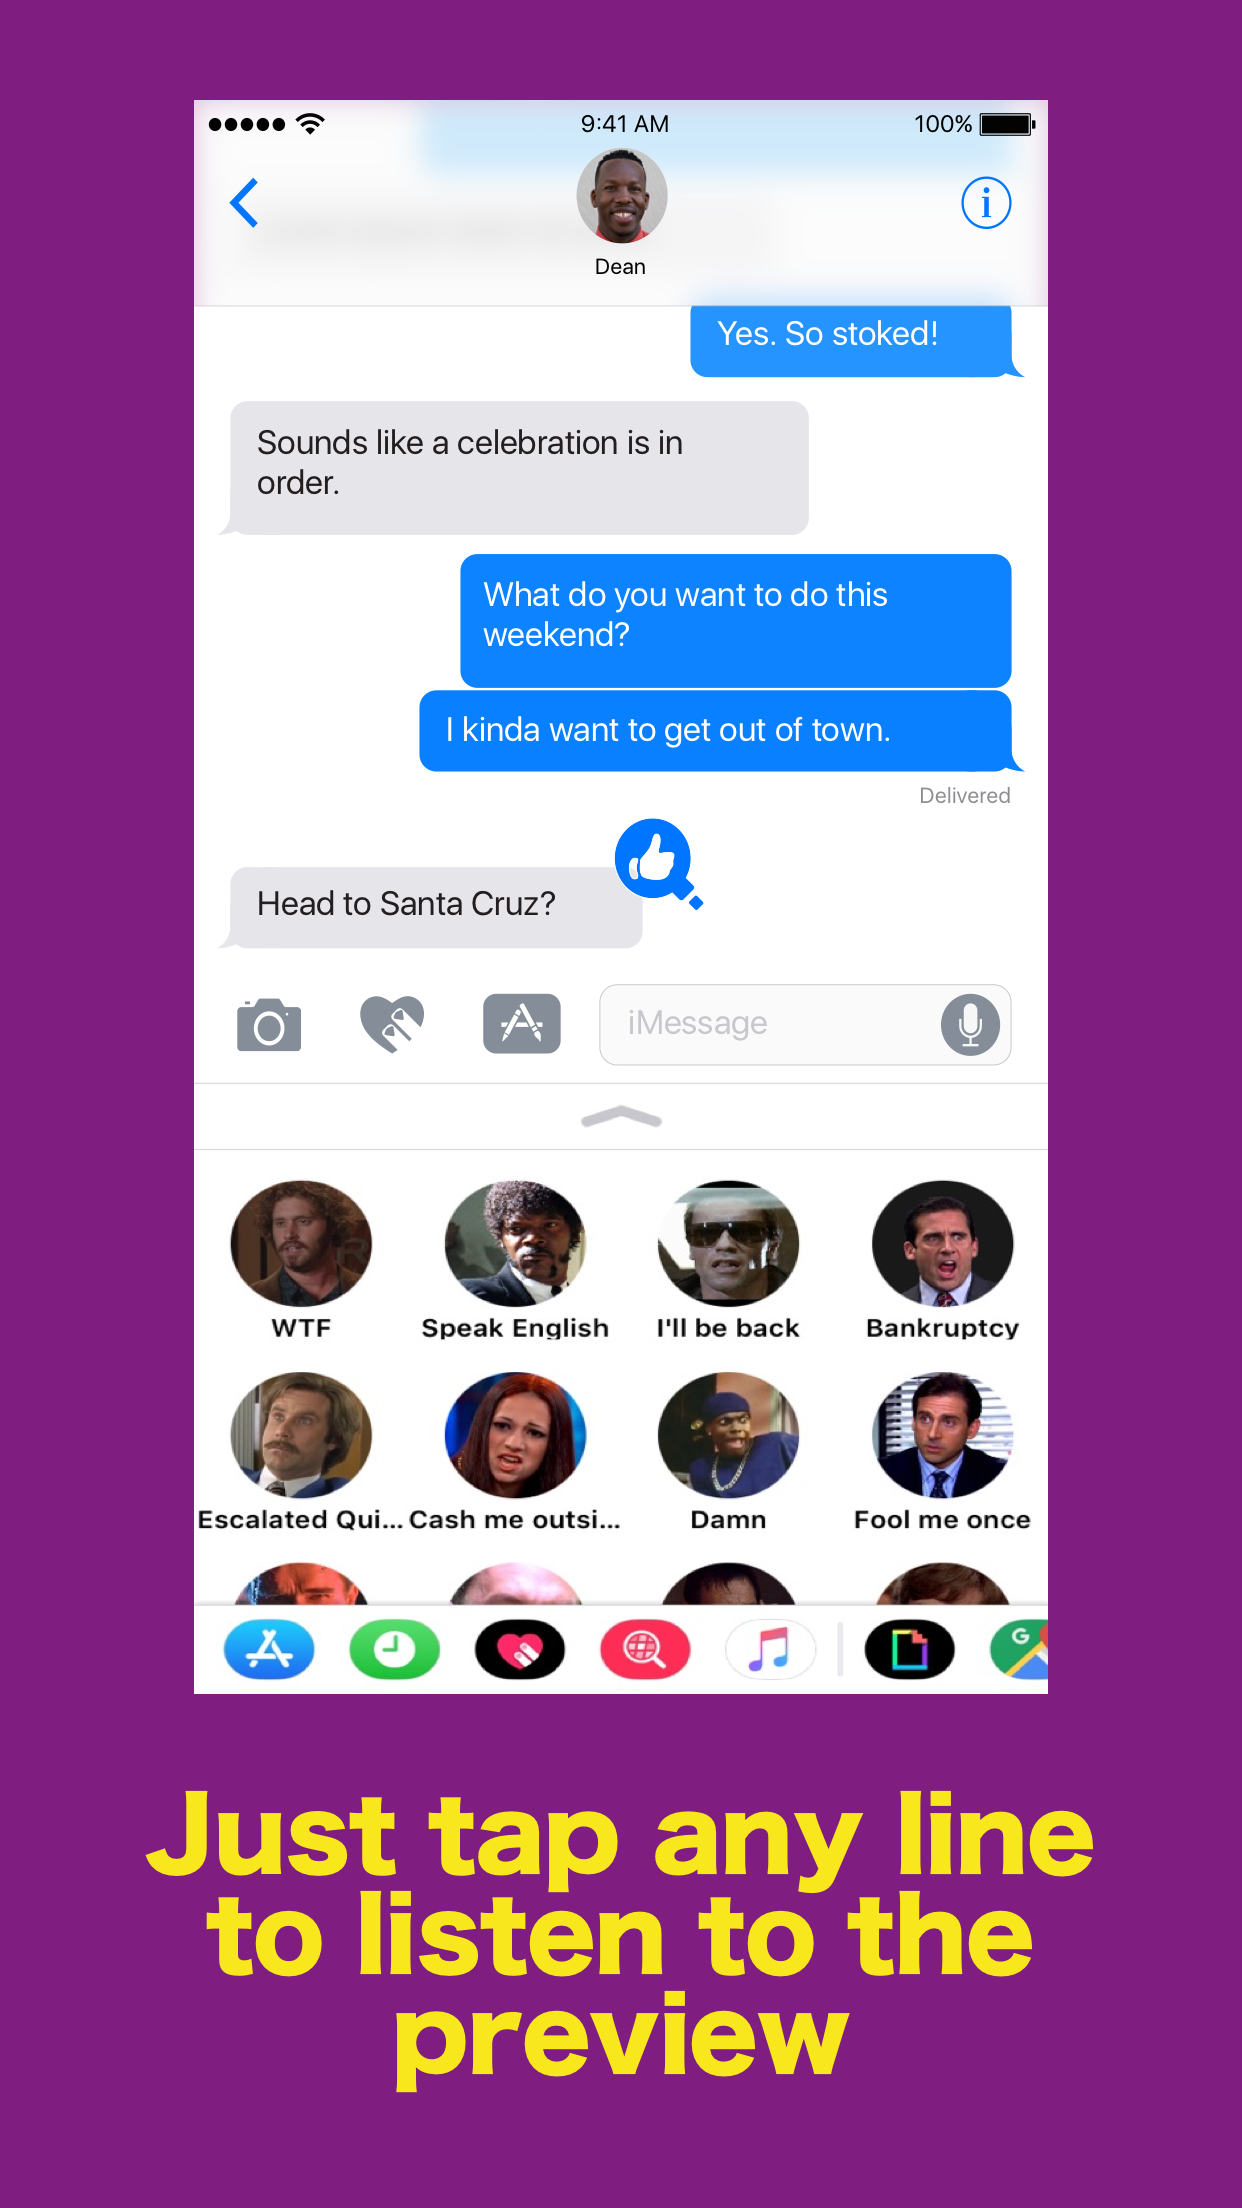 9:41 AM
100%
i
Dean
Yes. So stoked!
Sounds like a celebration is in
order.
What do you want to do this
weekend?
I kinda want to get out of town.
Delivered
Head to Santa Cruz?
iMessage
WTF
Speak English
I'll be back
Bankruptcy
Escalated Qui...
Cash me outsi...
Damn
Fool me once
G
Just tap any line
to listen to the
preview